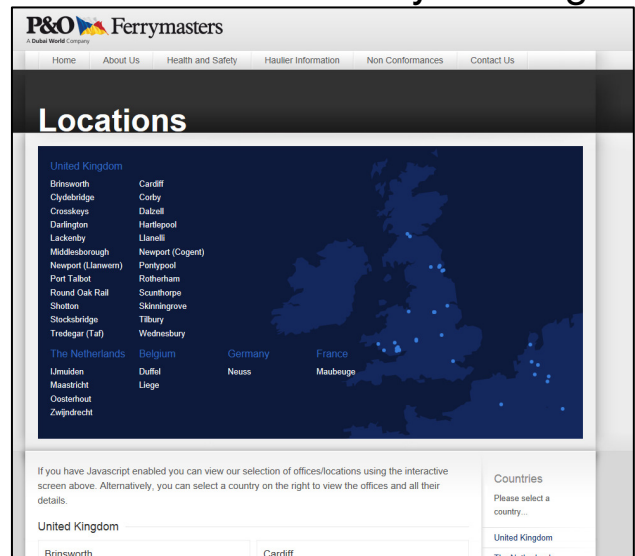 P&O Ferrymasters
A Dubai World Company
Home About Us Health and Safety Haulier Information Non Conformances Contact Us
Locations
United Kingdom
Brinsworth Cardiff
Clydebridge Corby
Crosskeys Dalzell
Darlington Hartlepool
Lackenby Llanelli
Middlesborough Newport (Cogent)
Newport (Llanwern) Pontypool
Port Talbot Rotherham
Round Oak Rail Scunthorpe
Shotton Skinningrove
Stocksbridge Tilbury
Tredegar (Taf) Wednesbury
The Netherlands Belgium Germany France
IJmuiden Duffel Neuss Maubeuge
Maastricht Liege
Oosterhout
Zwijndrecht
If you have Javascript enabled you can view our selection of offices/locations using the interactive
screen above. Alternatively, you can select a country on the right to view the offices and all their
details.
United Kingdom
Brinsworth Cardiff
Countries
Please select a
country...
United Kingdom